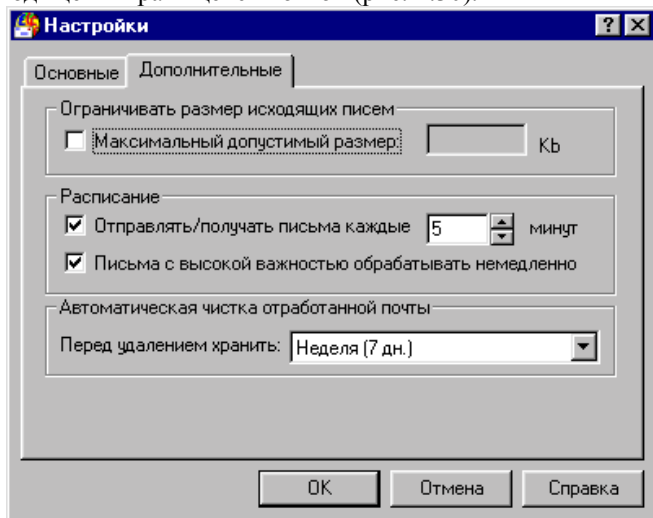 Настройки
Основные Дополнительные
Ограничивать размер исходящих писем
Максимальный допустимый размер: Kb
Расписание
Отправлять/получать письма каждые 5 минут
Письма с высокой важностью обрабатывать немедленно
Автоматическая чистка отработанной почты
Перед удалением хранить: Неделя (7 дн.)
OK Отмена Справка